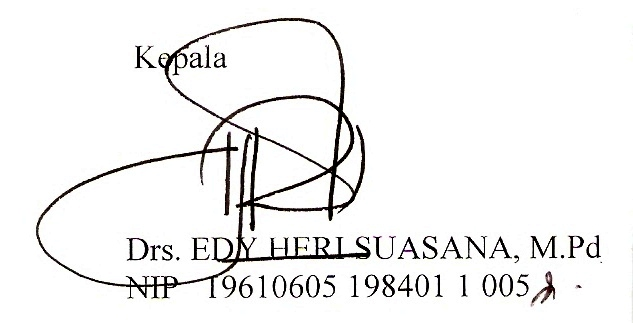 Kepala
Drs. EDY HERI SUASANA, M.Pd
NIP 19610605 198401 1 005